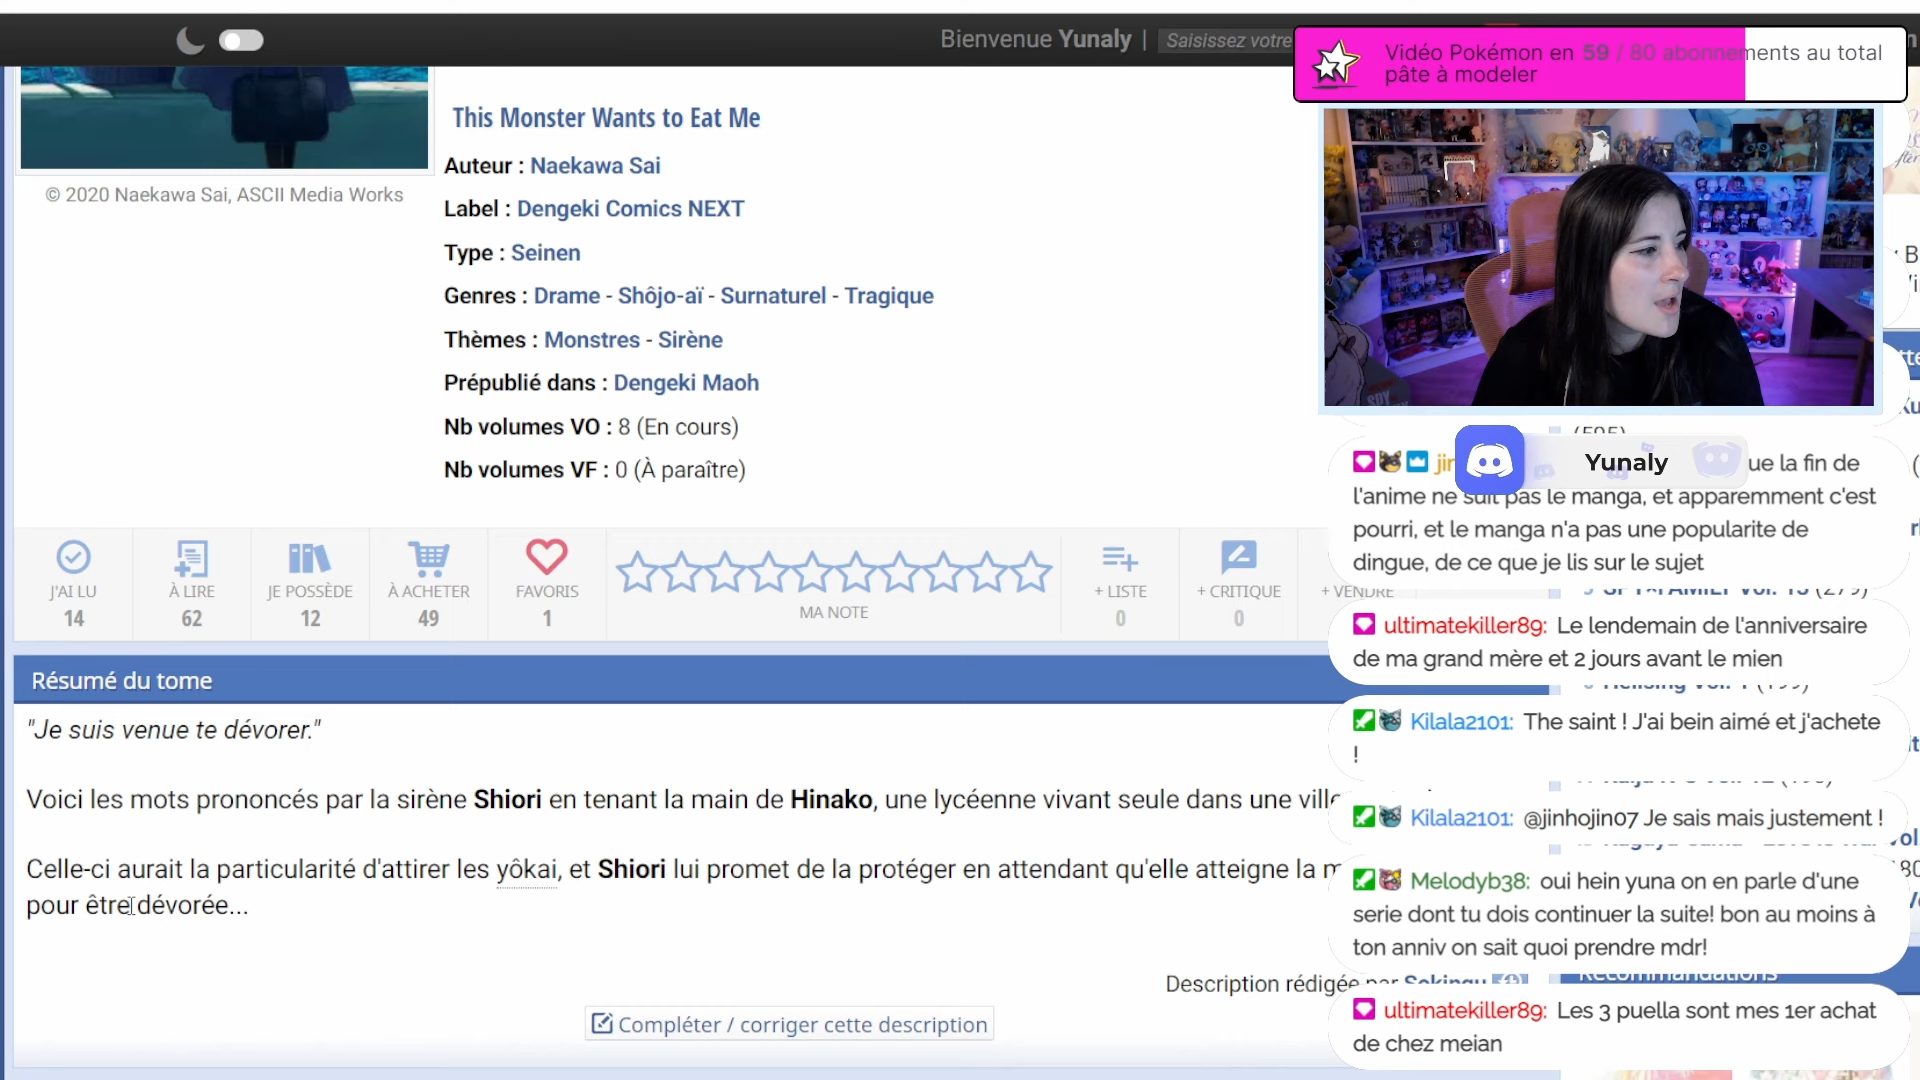 Bienvenue Yunaly | Saisissez votre
Vidéo Pokémon en 59 / 80 abonnements au total
pâte à modeler
This Monster Wants to Eat Me
Auteur : Naekawa Sai
© 2020 Naekawa Sai, ASCII Media Works
Label : Dengeki Comics NEXT
Type : Seinen
Genres : Drame - Shôjo-aï - Surnaturel - Tragique
Thèmes : Monstres - Sirène
Prépublié dans : Dengeki Maoh
Nb volumes VO : 8 (En cours)
Nb volumes VF : 0 (À paraître)
J'AI LU
14
À LIRE
62
JE POSSÈDE
12
À ACHETER
49
FAVORIS
1
MA NOTE
+ LISTE
0
+ CRITIQUE
0
+ VENDRE
Résumé du tome
"Je suis venue te dévorer."
Voici les mots prononcés par la sirène Shiori en tenant la main de Hinako, une lycéenne vivant seule dans une ville
Celle-ci aurait la particularité d'attirer les yôkai, et Shiori lui promet de la protéger en attendant qu'elle atteigne la m
pour être dévorée...
Description rédigée par Sekingu
Compléter / corriger cette description
Yunaly
ue la fin de
l'anime ne suit pas le manga, et apparemment c'est
pourri, et le manga n'a pas une popularite de
dingue, de ce que je lis sur le sujet
ultimatekiller89: Le lendemain de l'anniversaire
de ma grand mère et 2 jours avant le mien
Kilala2101: The saint ! J'ai bein aimé et j'achete
!
Kilala2101: @jinhojin07 Je sais mais justement !
Melodyb38: oui hein yuna on en parle d'une
serie dont tu dois continuer la suite! bon au moins à
ton anniv on sait quoi prendre mdr!
Recommandations
ultimatekiller89: Les 3 puella sont mes 1er achat
de chez meian